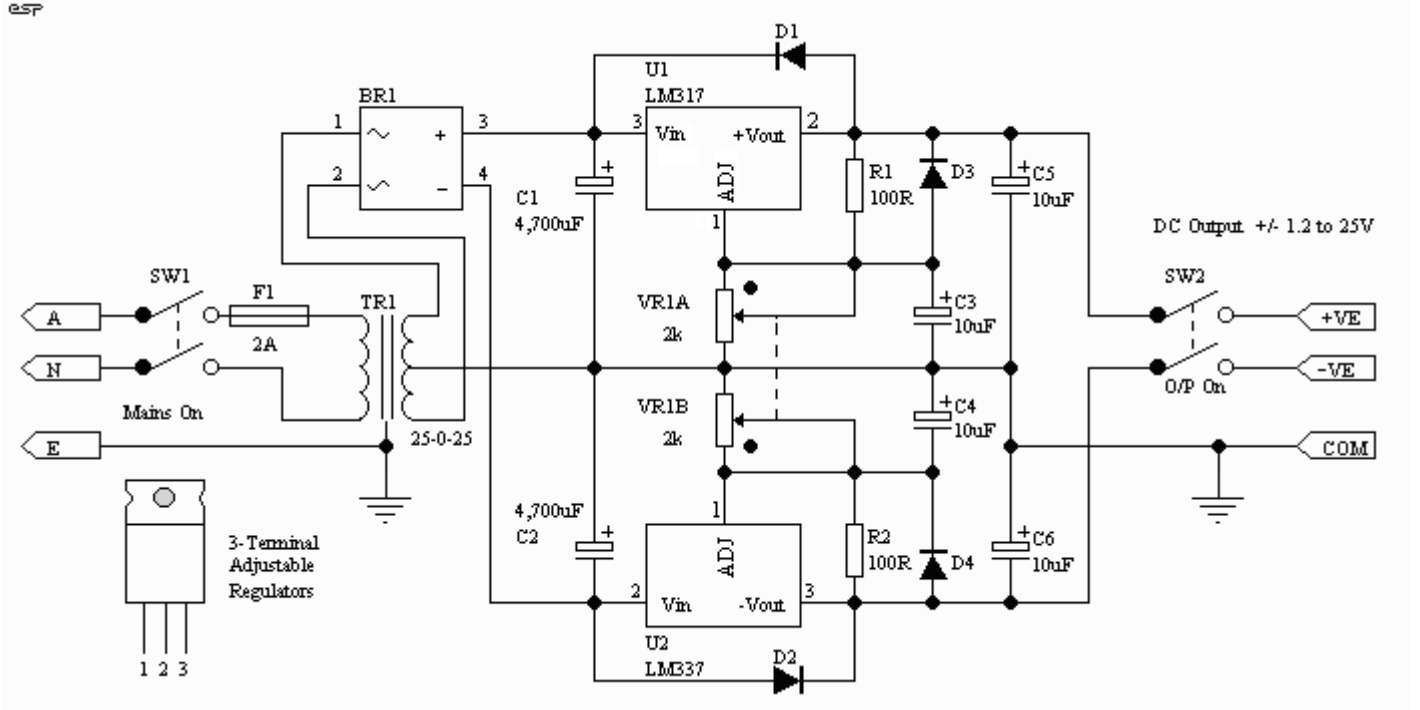 esp
D1
U1
LM317
BR1
1
+
3
2
-
4
3
Vin
+Vout
2
ADJ
1
C1
4,700uF
+
R1
100R
D3
+
C5
10uF
DC Output +/- 1.2 to 25V
SW1
F1
2A
TR1
VR1A
2k
+
C3
10uF
SW2
A
N
+VE
-VE
O/P On
Mains On
VR1B
2k
+
C4
10uF
E
25-0-25
COM
4,700uF
C2
+
1
ADJ
R2
100R
D4
+
C6
10uF
3-Terminal
Adjustable
Regulators
2
Vin
-Vout
3
U2
LM337
D2
1 2 3